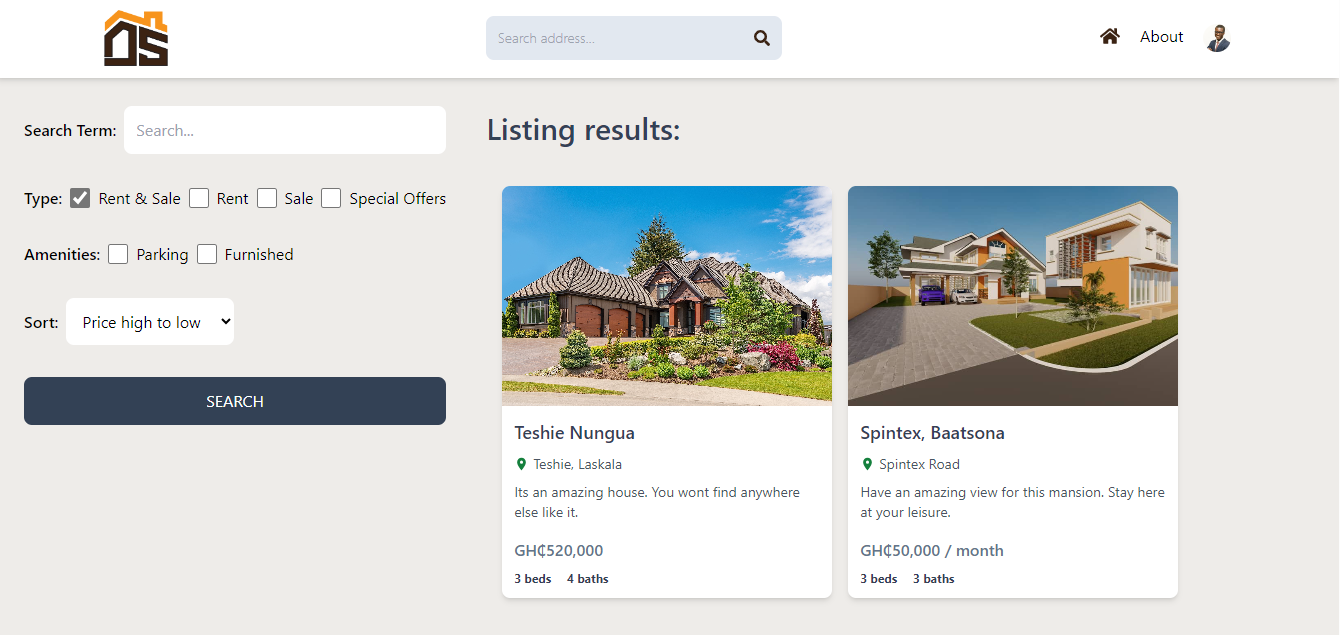 DS
Search address...
About
Search Term:
Search...
Type:
Rent & Sale
Rent
Sale
Special Offers
Amenities:
Parking
Furnished
Sort:
Price high to low
SEARCH
Listing results:
Teshie Nungua
Teshie, Laskala
Its an amazing house. You wont find anywhere
else like it.
GH₵520,000
3 beds 4 baths
Spintex, Baatsona
Spintex Road
Have an amazing view for this mansion. Stay here
at your leisure.
GH₵50,000 / month
3 beds 3 baths